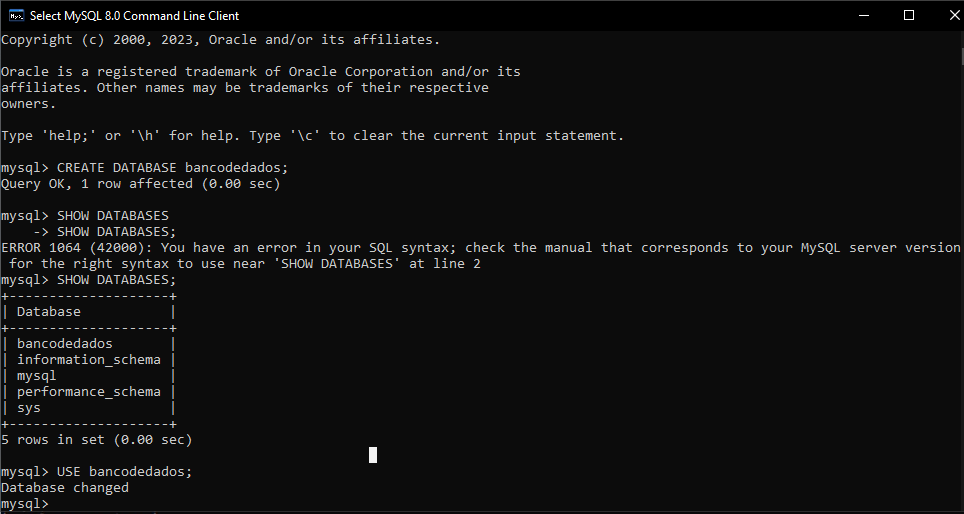 Select MySQL 8.0 Command Line Client
Copyright (c) 2000, 2023, Oracle and/or its affiliates.
Oracle is a registered trademark of Oracle Corporation and/or its
affiliates. Other names may be trademarks of their respective
owners.
Type 'help;' or '\h' for help. Type '\c' to clear the current input statement.
mysql> CREATE DATABASE bancodedados;
Query OK, 1 row affected (0.00 sec)
mysql> SHOW DATABASES
    -> SHOW DATABASES;
ERROR 1064 (42000): You have an error in your SQL syntax; check the manual that corresponds to your MySQL server version
 for the right syntax to use near 'SHOW DATABASES' at line 2
mysql> SHOW DATABASES;
+--------------------+
| Database           |
+--------------------+
| bancodedados       |
| information_schema |
| mysql              |
| performance_schema |
| sys                |
+--------------------+
5 rows in set (0.00 sec)
mysql> USE bancodedados;
Database changed
mysql>